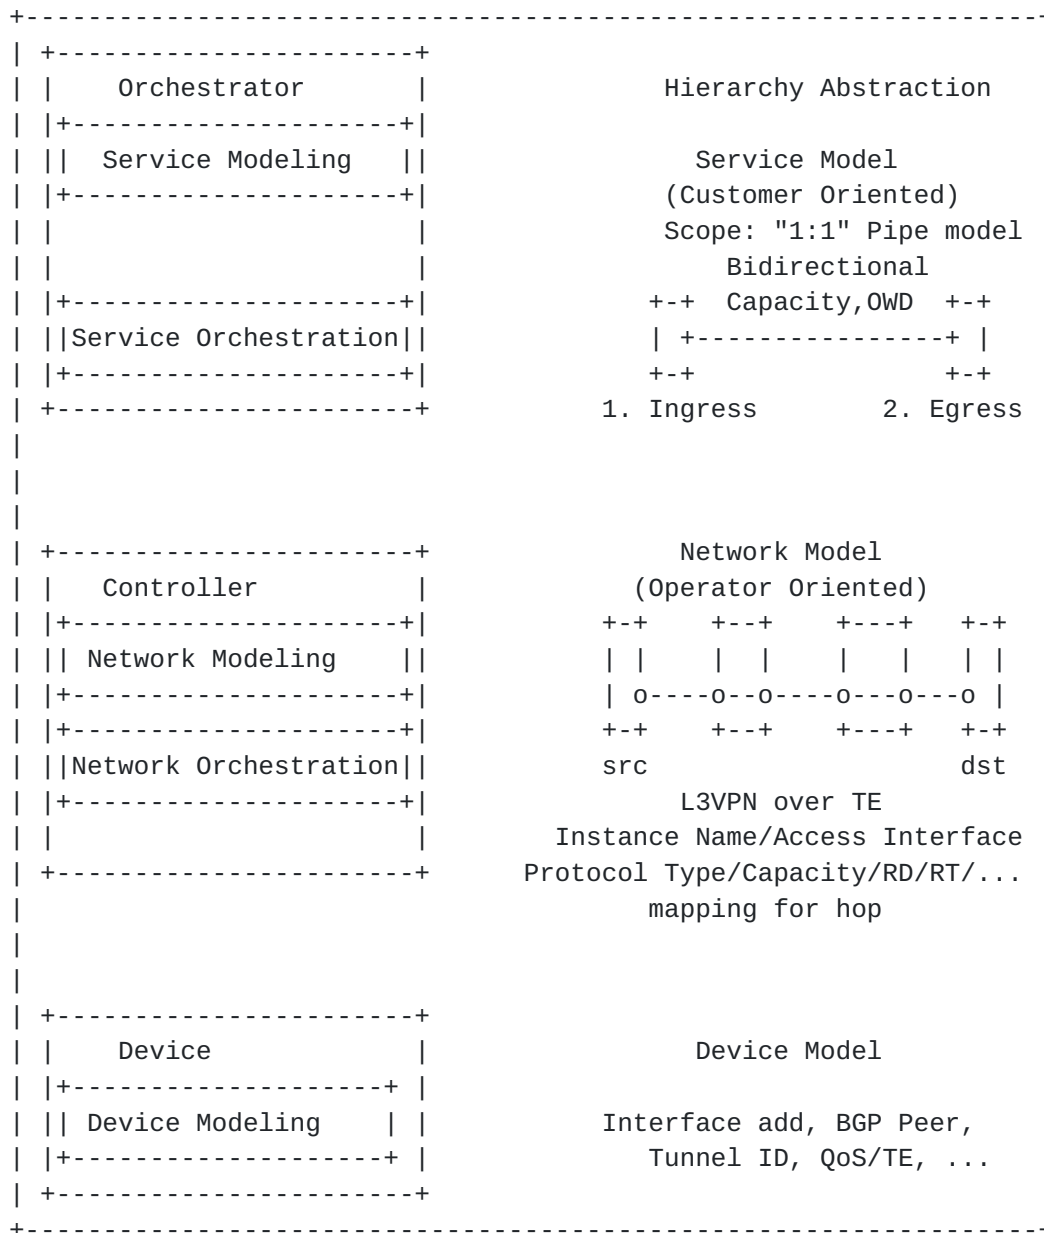 +-----------------------------------------------------------------+
| +-----------------------+
| |    Orchestrator       |               Hierarchy Abstraction
| |+---------------------+|
| ||  Service Modeling   ||                 Service Model
| |+---------------------+|               (Customer Oriented)
| |                       |               Scope: "1:1" Pipe model
| |                       |                   Bidirectional
| |+---------------------+|              +-+  Capacity,OWD  +-+
| ||Service Orchestration||              | +----------------+ |
| |+---------------------+|              +-+                +-+
| +-----------------------+           1. Ingress        2. Egress
|
|
|
| +-----------------------+                Network Model
| |   Controller          |             (Operator Oriented)
| |+---------------------+|           +-+    +--+    +---+   +-+
| || Network Modeling    ||           | |    |  |    |   |   | |
| |+---------------------+|           | o----o--o----o---o---o |
| |+---------------------+|           +-+    +--+    +---+   +-+
| ||Network Orchestration||           src                    dst
| |+---------------------+|                L3VPN over TE
| |                       |        Instance Name/Access Interface
| +-----------------------+      Protocol Type/Capacity/RD/RT/...
|                                      mapping for hop
|
|
| +-----------------------+
| |    Device             |                 Device Model
| |+--------------------+ |
| || Device Modeling    | |           Interface add, BGP Peer,
| |+--------------------+ |              Tunnel ID, QoS/TE, ...
| +-----------------------+
+-----------------------------------------------------------------+